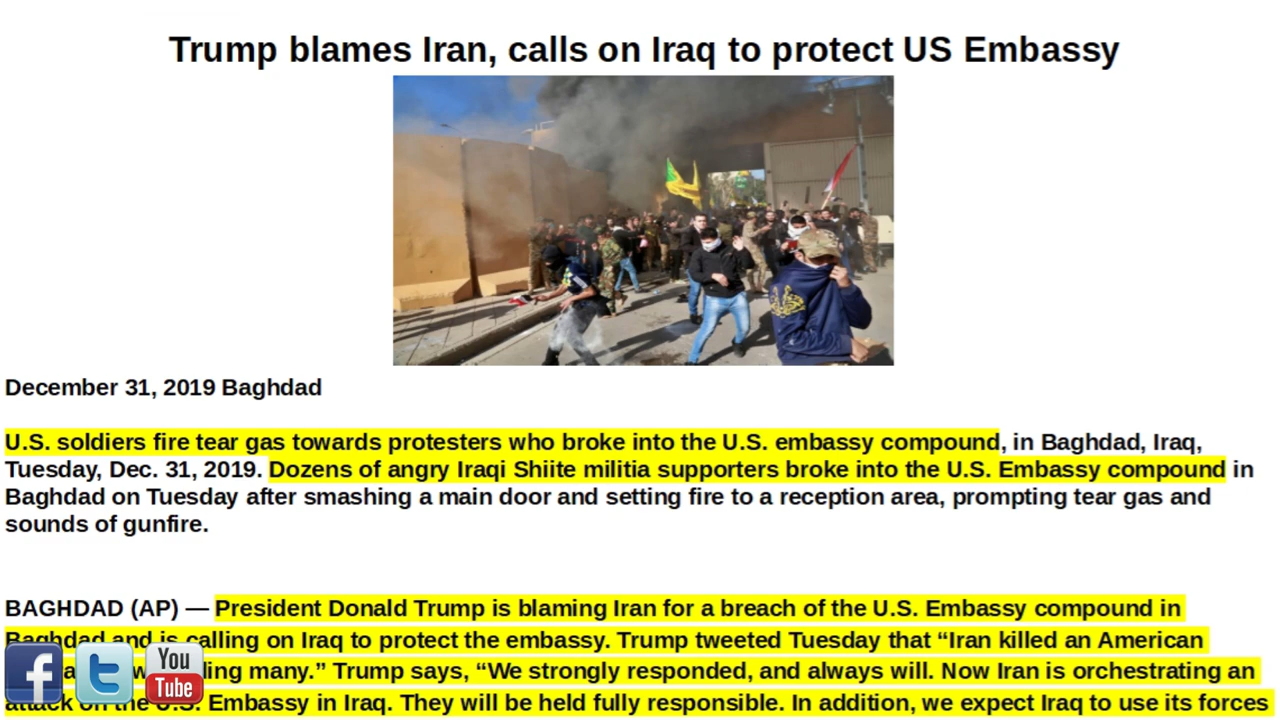 Trump blames Iran, calls on Iraq to protect US Embassy
December 31, 2019 Baghdad
U.S. soldiers fire tear gas towards protesters who broke into the U.S. embassy compound, in Baghdad, Iraq,
Tuesday, Dec. 31, 2019. Dozens of angry Iraqi Shiite militia supporters broke into the U.S. Embassy compound in
Baghdad on Tuesday after smashing a main door and setting fire to a reception area, prompting tear gas and
sounds of gunfire.
BAGHDAD (AP) — President Donald Trump is blaming Iran for a breach of the U.S. Embassy compound in
Baghdad and is calling on Iraq to protect the embassy. Trump tweeted Tuesday that “Iran killed an American
many.” Trump says, “We strongly responded, and always will. Now Iran is orchestrating an
attack on the U.S. Embassy in Iraq. They will be held fully responsible. In addition, we expect Iraq to use its forces
f
t
You
Tube